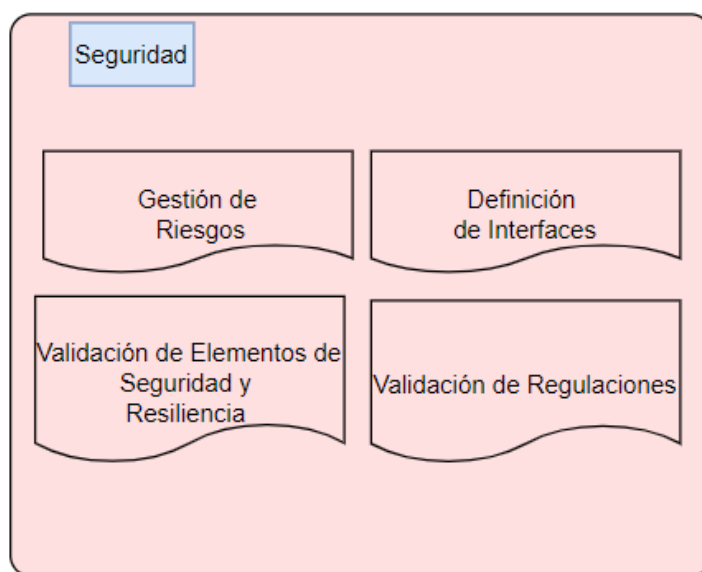 Seguridad
Gestión de
Riesgos
Definición
de Interfaces
Validación de Elementos de
Seguridad y
Resiliencia
Validación de Regulaciones